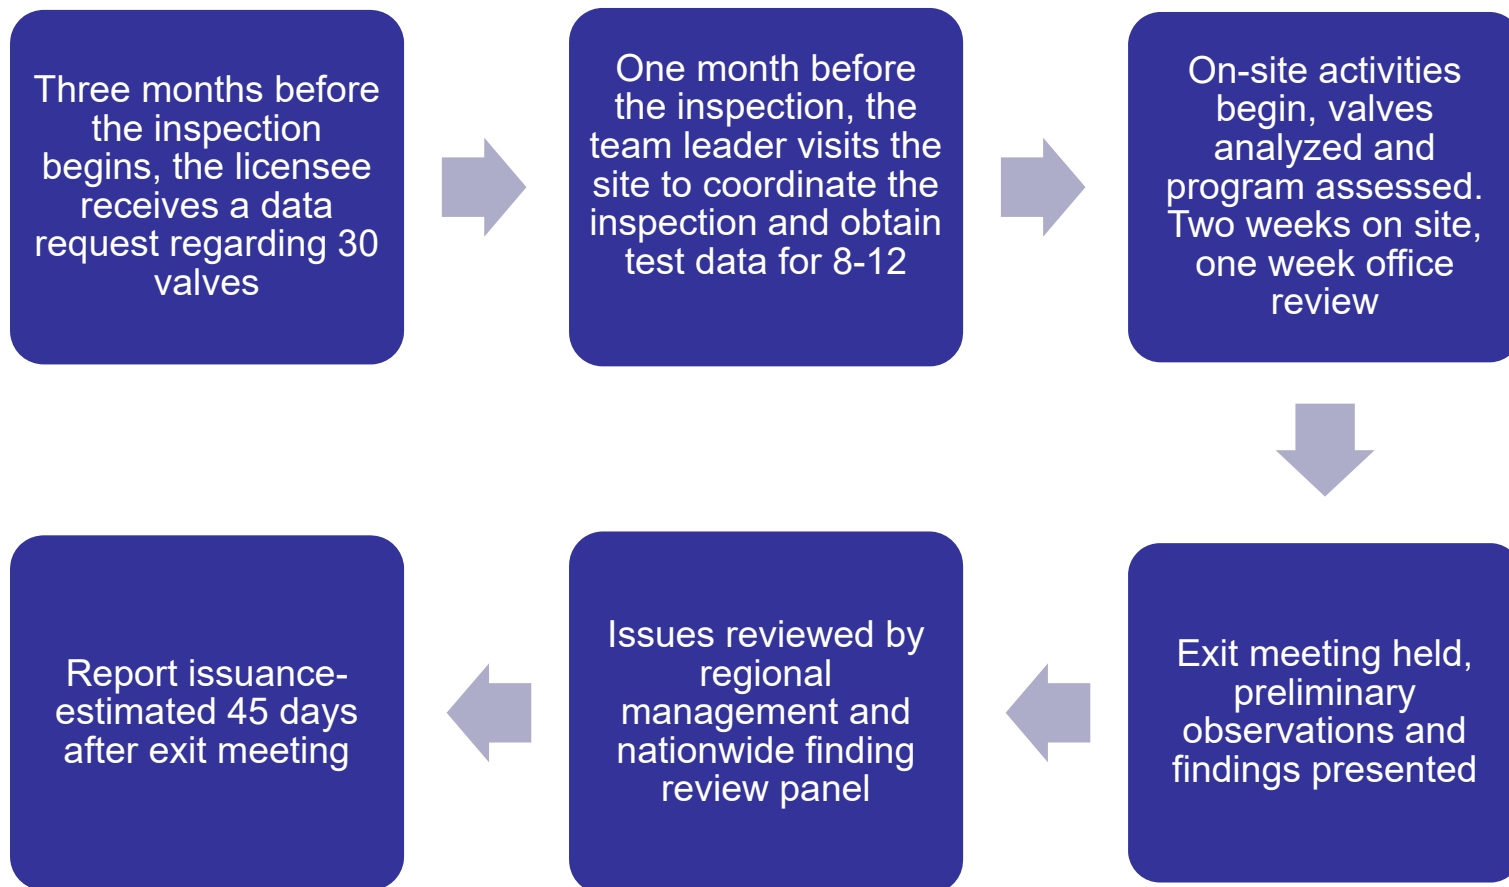 Three months before
the inspection
begins, the licensee
receives a data
request regarding 30
valves
One month before
the inspection, the
team leader visits the
site to coordinate the
inspection and obtain
test data for 8-12
On-site activities
begin, valves
analyzed and
program assessed.
Two weeks on site,
one week office
review
Exit meeting held,
preliminary
observations and
findings presented
Issues reviewed by
regional
management and
nationwide finding
review panel
Report issuance-
estimated 45 days
after exit meeting